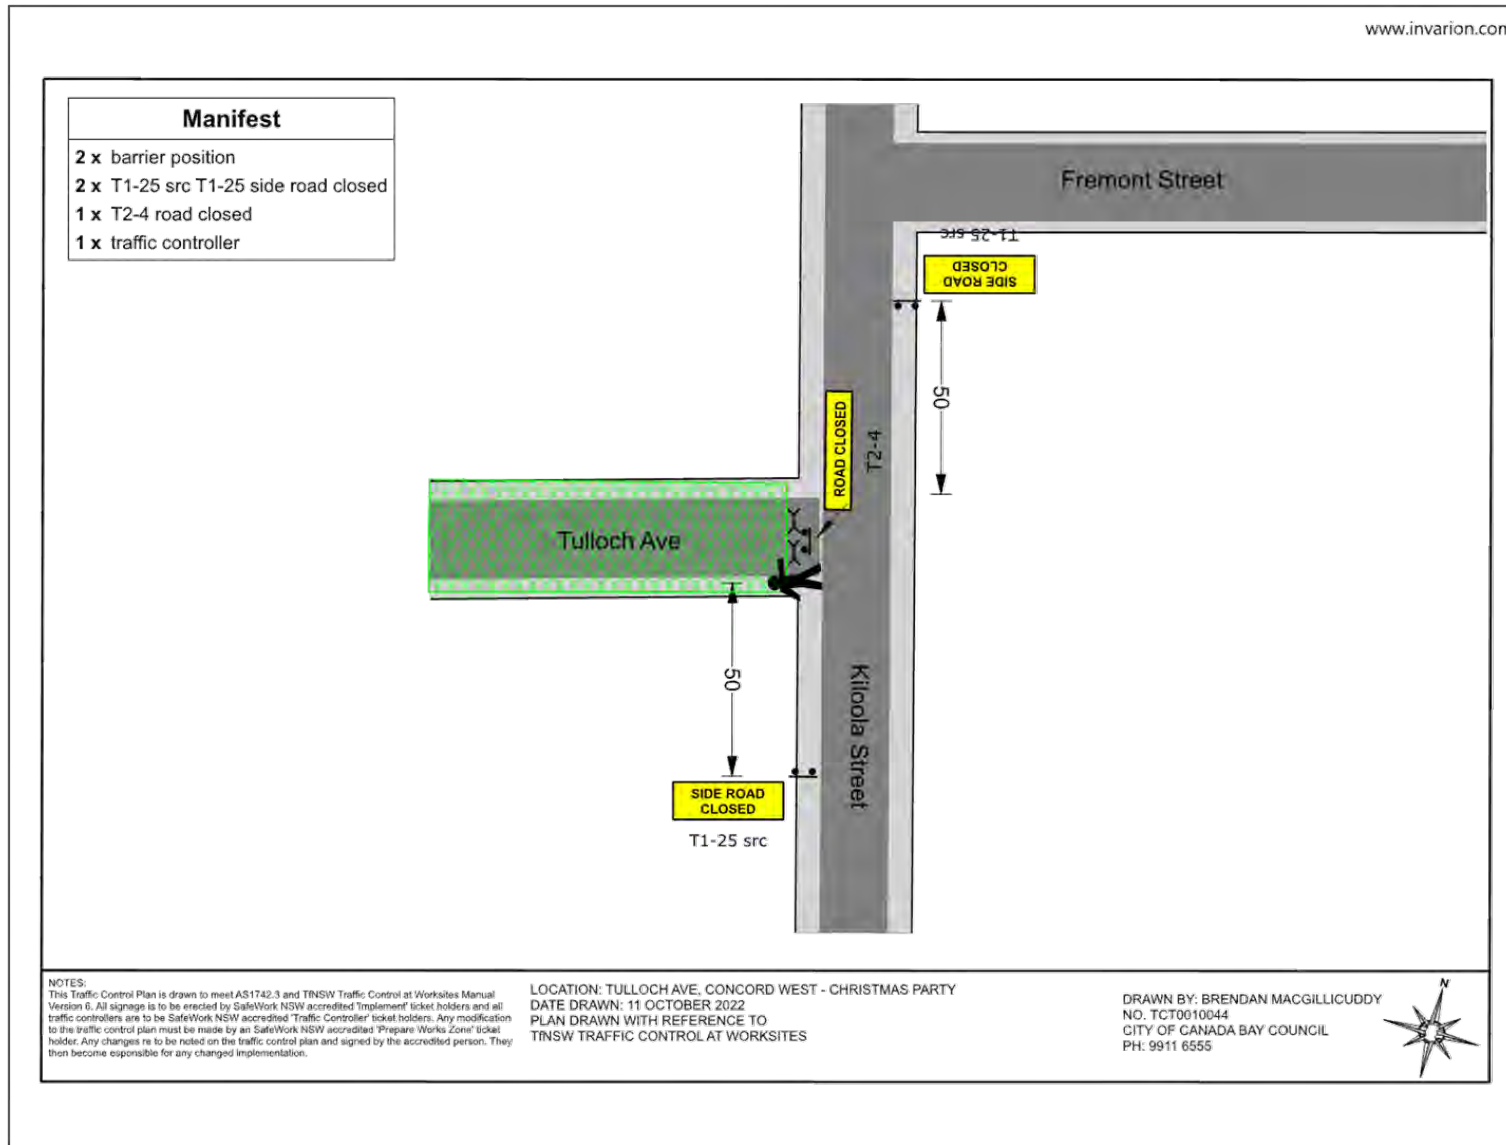 www.invarion.com
Manifest
2 x barrier position
2 x T1-25 src T1-25 side road closed
1 x T2-4 road closed
1 x traffic controller
Fremont Street
T1-25 src
SIDE ROAD
CLOSED
50
ROAD CLOSED
T2-4
Tulloch Ave
50
Kiloola Street
SIDE ROAD
CLOSED
T1-25 src
NOTES:
This Traffic Control Plan is drawn to meet AS1742.3 and TfNSW Traffic Control at Worksites Manual
Version 6. All signage is to be erected by SafeWork NSW accredited 'Implement' ticket holders and all
traffic controllers are to be SafeWork NSW accredited 'Traffic Controller' ticket holders. Any modification
to the traffic control plan must be made by an SafeWork NSW accredited 'Prepare Works Zone' ticket
holder. Any changes re to be noted on the traffic control plan and signed by the accredited person. They
then become esponsible for any changed implementation.
LOCATION: TULLOCH AVE, CONCORD WEST - CHRISTMAS PARTY
DATE DRAWN: 11 OCTOBER 2022
PLAN DRAWN WITH REFERENCE TO
TfNSW TRAFFIC CONTROL AT WORKSITES
DRAWN BY: BRENDAN MACGILLICUDDY
NO. TCT0010044
CITY OF CANADA BAY COUNCIL
PH: 9911 6555
N